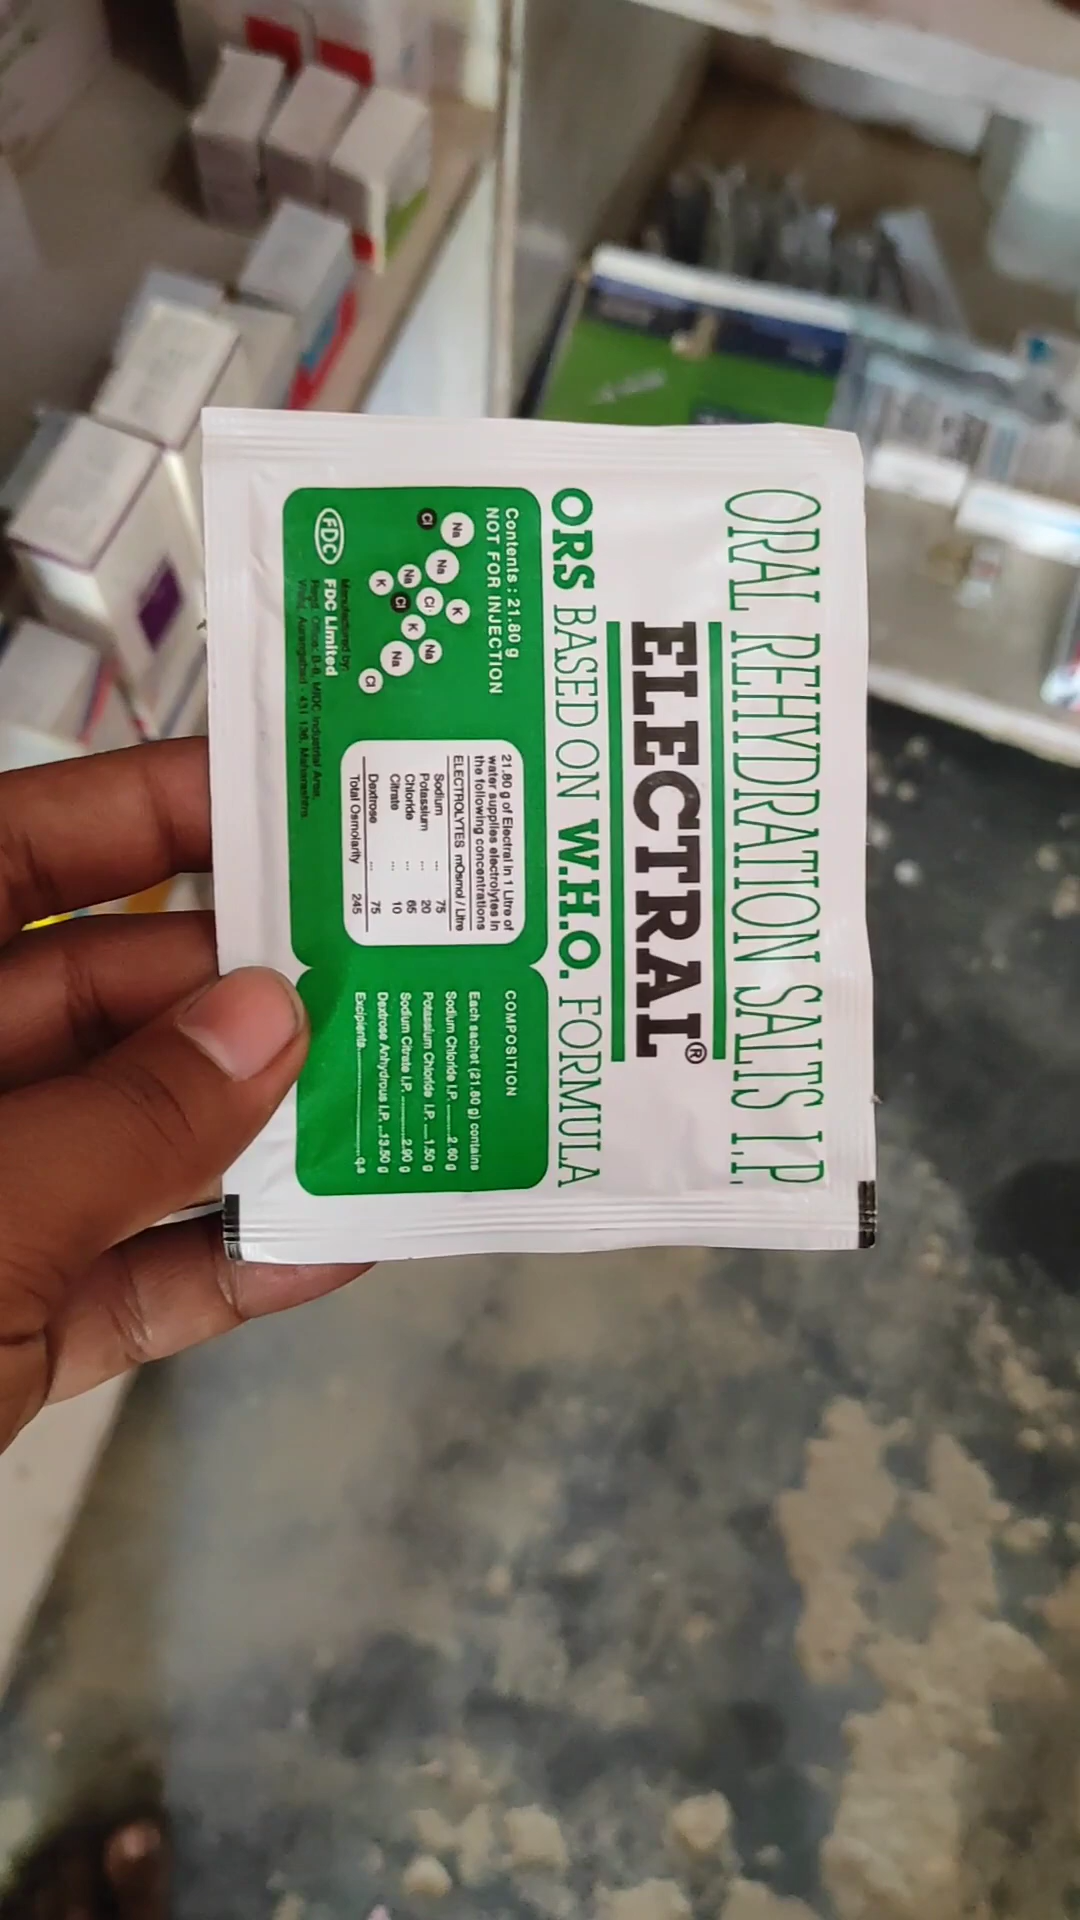 ORAL REHYDRATION SALTS I.P.
ELECTRAL®
ORS BASED ON W.H.O. FORMULA
Contents : 21.80 g
NOT FOR INJECTION
Na
Cl
Na
K
Na
Cl
Cl
K
K
Na
Na
Cl
FDC
Manufactured by:
FDC Limited
Regd. Office: B-8, MIDC Industrial Area,
Waluj, Aurangabad - 431 136, Maharashtra.
21.80 g of Electral in 1 Litre of
water supplies electrolytes in
the following concentrations
ELECTROLYTES mOsmol / Litre
Sodium ... 75
Potassium ... 20
Chloride ... 65
Citrate ... 10
Dextrose ... 75
Total Osmolarity 245
COMPOSITION
Each sachet (21.80 g) contains
Sodium Chloride I.P. ........2.60 g
Potassium Chloride I.P. ....1.50 g
Sodium Citrate I.P. ..........2.90 g
Dextrose Anhydrous I.P. ..13.50 g
Excipients........................q.s